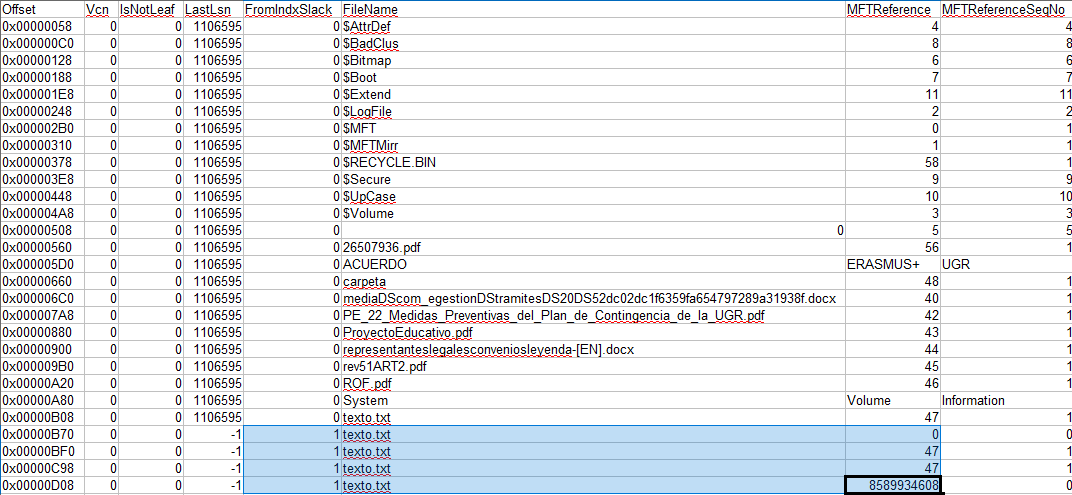 Offset Vcn IsNotLeaf LastLsn FromIndxSlack FileName MFTReference MFTReferenceSeqNo
0x00000058 0 0 1106595 0 $AttrDef 4 4
0x000000C0 0 0 1106595 0 $BadClus 8 8
0x00000128 0 0 1106595 0 $Bitmap 6 6
0x00000188 0 0 1106595 0 $Boot 7 7
0x000001E8 0 0 1106595 0 $Extend 11 11
0x00000248 0 0 1106595 0 $LogFile 2 2
0x000002B0 0 0 1106595 0 $MFT 0 1
0x00000310 0 0 1106595 0 $MFTMirr 1 1
0x00000378 0 0 1106595 0 $RECYCLE.BIN 58 1
0x000003E8 0 0 1106595 0 $Secure 9 9
0x00000448 0 0 1106595 0 $UpCase 10 10
0x000004A8 0 0 1106595 0 $Volume 3 3
0x00000508 0 0 1106595 0 0 5 5
0x00000560 0 0 1106595 0 26507936.pdf 56 1
0x000005D0 0 0 1106595 0 ACUERDO ERASMUS+ UGR
0x00000660 0 0 1106595 0 carpeta 48 1
0x000006C0 0 0 1106595 0 mediaDScom_egestionDStramitesDS20DS52dc02dc1f6359fa654797289a31938f.docx 40 1
0x000007A8 0 0 1106595 0 PE_22_Medidas_Preventivas_del_Plan_de_Contingencia_de_la_UGR.pdf 42 1
0x00000880 0 0 1106595 0 ProyectoEducativo.pdf 43 1
0x00000900 0 0 1106595 0 representanteslegalesconveniosleyenda-[EN].docx 44 1
0x000009B0 0 0 1106595 0 rev51ART2.pdf 45 1
0x00000A20 0 0 1106595 0 ROF.pdf 46 1
0x00000A80 0 0 1106595 0 System Volume Information
0x00000B08 0 0 1106595 0 texto.txt 47 1
0x00000B70 0 0 -1 1 texto.txt 0 0
0x00000BF0 0 0 -1 1 texto.txt 47 1
0x00000C98 0 0 -1 1 texto.txt 47 1
0x00000D08 0 0 -1 1 texto.txt 8589934608 0